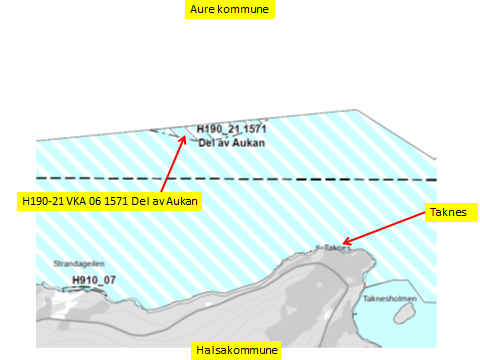 Aure kommune
H190_21 1571
Del av Aukan
H190-21 VKA 06 1571 Del av Aukan
Taknes
Taknes
Strandageilen
H910_07
Taknesholmen
Halsakommune